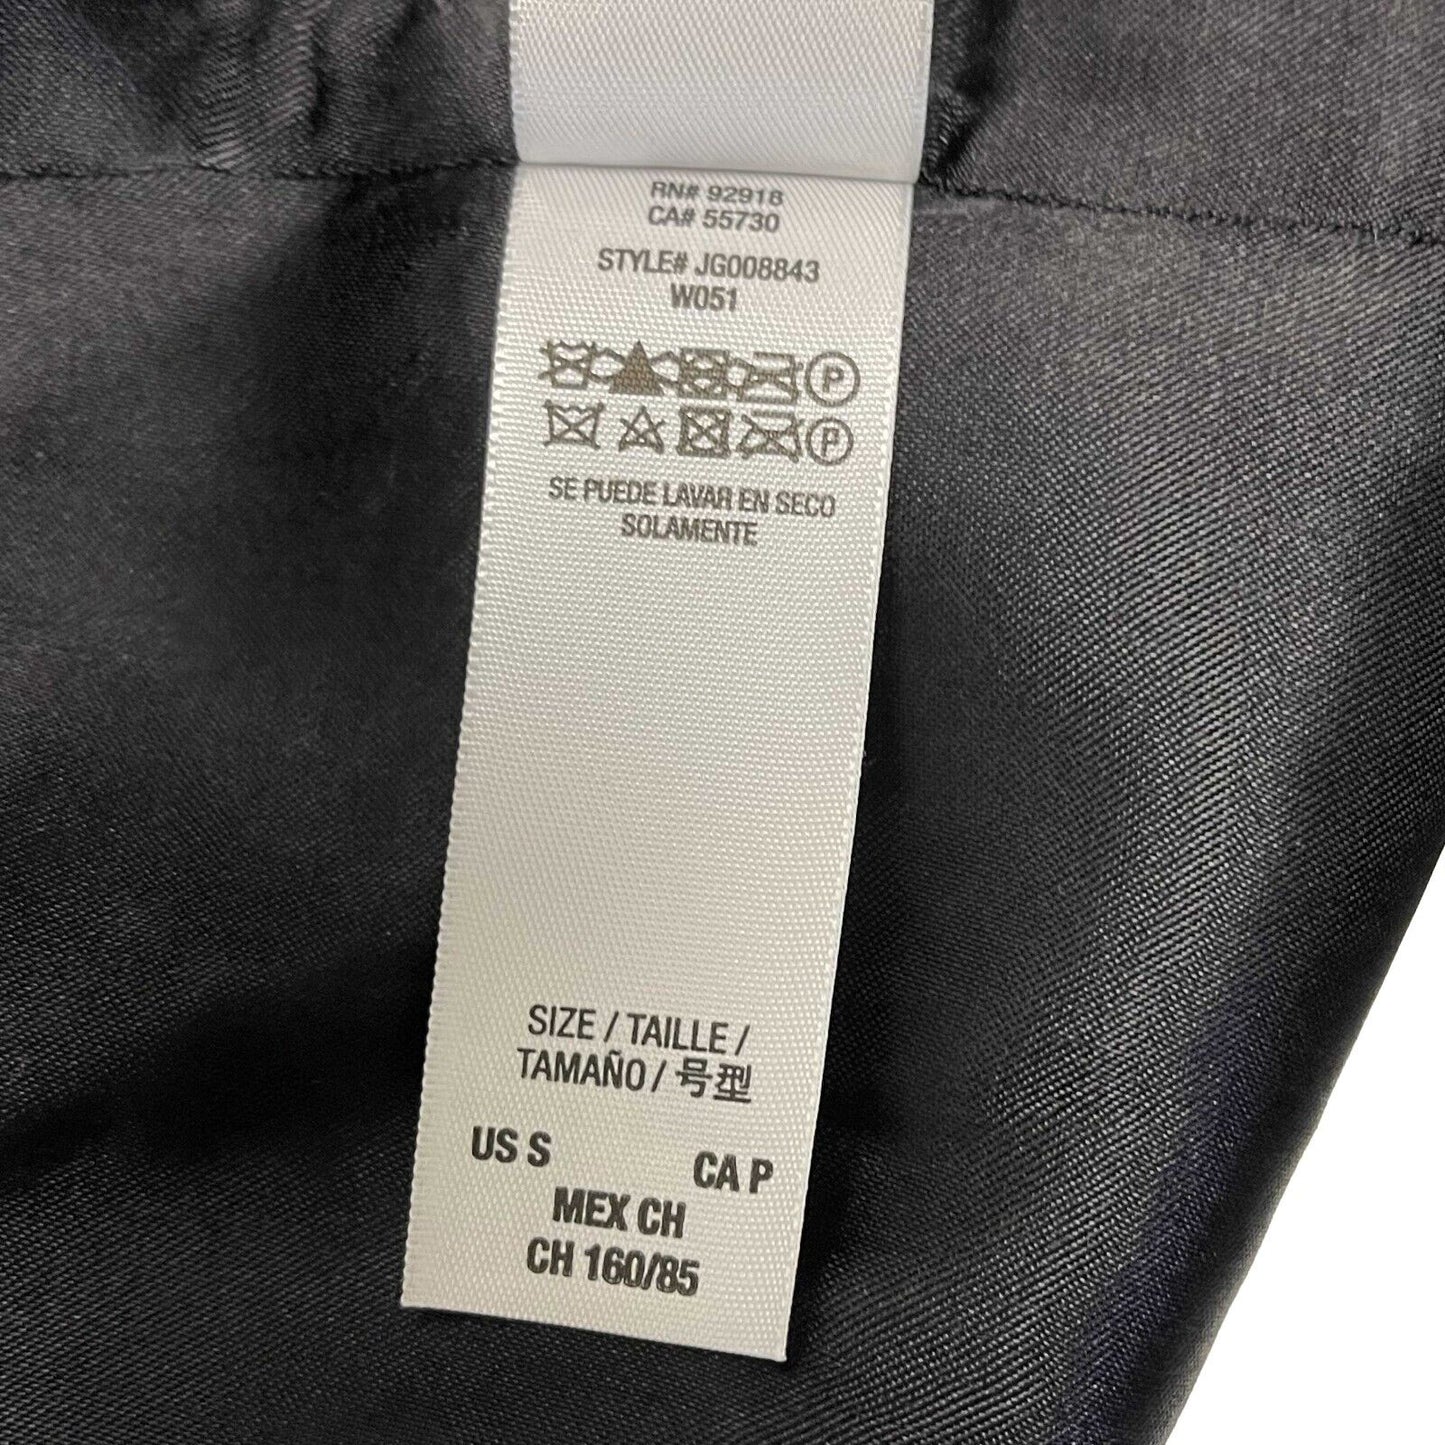 RN# 92918
CA# 55730
STYLE# JG008843
W051
P
P
SE PUEDE LAVAR EN SECO
SOLAMENTE
SIZE / TAILLE /
TAMAÑO / 号型
US S CA P
MEX CH
CH 160/85